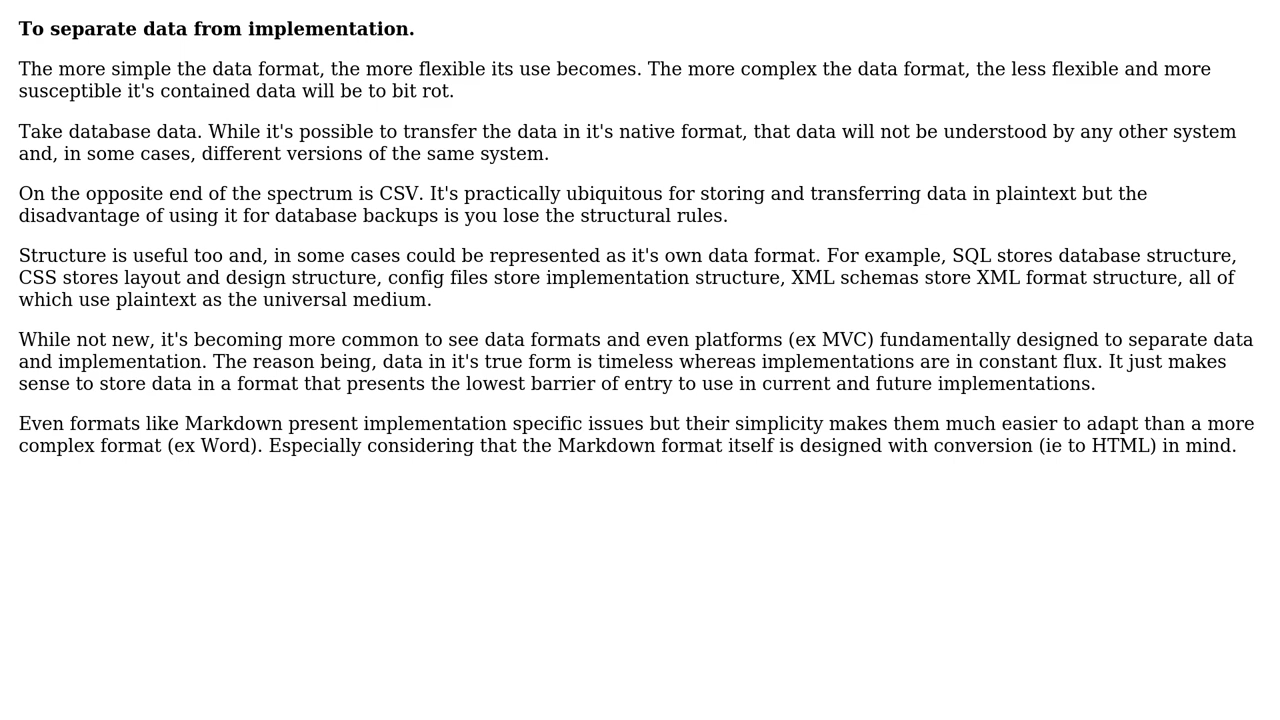 To separate data from implementation.
The more simple the data format, the more flexible its use becomes. The more complex the data format, the less flexible and more
susceptible it's contained data will be to bit rot.
Take database data. While it's possible to transfer the data in it's native format, that data will not be understood by any other system
and, in some cases, different versions of the same system.
On the opposite end of the spectrum is CSV. It's practically ubiquitous for storing and transferring data in plaintext but the
disadvantage of using it for database backups is you lose the structural rules.
Structure is useful too and, in some cases could be represented as it's own data format. For example, SQL stores database structure,
CSS stores layout and design structure, config files store implementation structure, XML schemas store XML format structure, all of
which use plaintext as the universal medium.
While not new, it's becoming more common to see data formats and even platforms (ex MVC) fundamentally designed to separate data
and implementation. The reason being, data in it's true form is timeless whereas implementations are in constant flux. It just makes
sense to store data in a format that presents the lowest barrier of entry to use in current and future implementations.
Even formats like Markdown present implementation specific issues but their simplicity makes them much easier to adapt than a more
complex format (ex Word). Especially considering that the Markdown format itself is designed with conversion (ie to HTML) in mind.